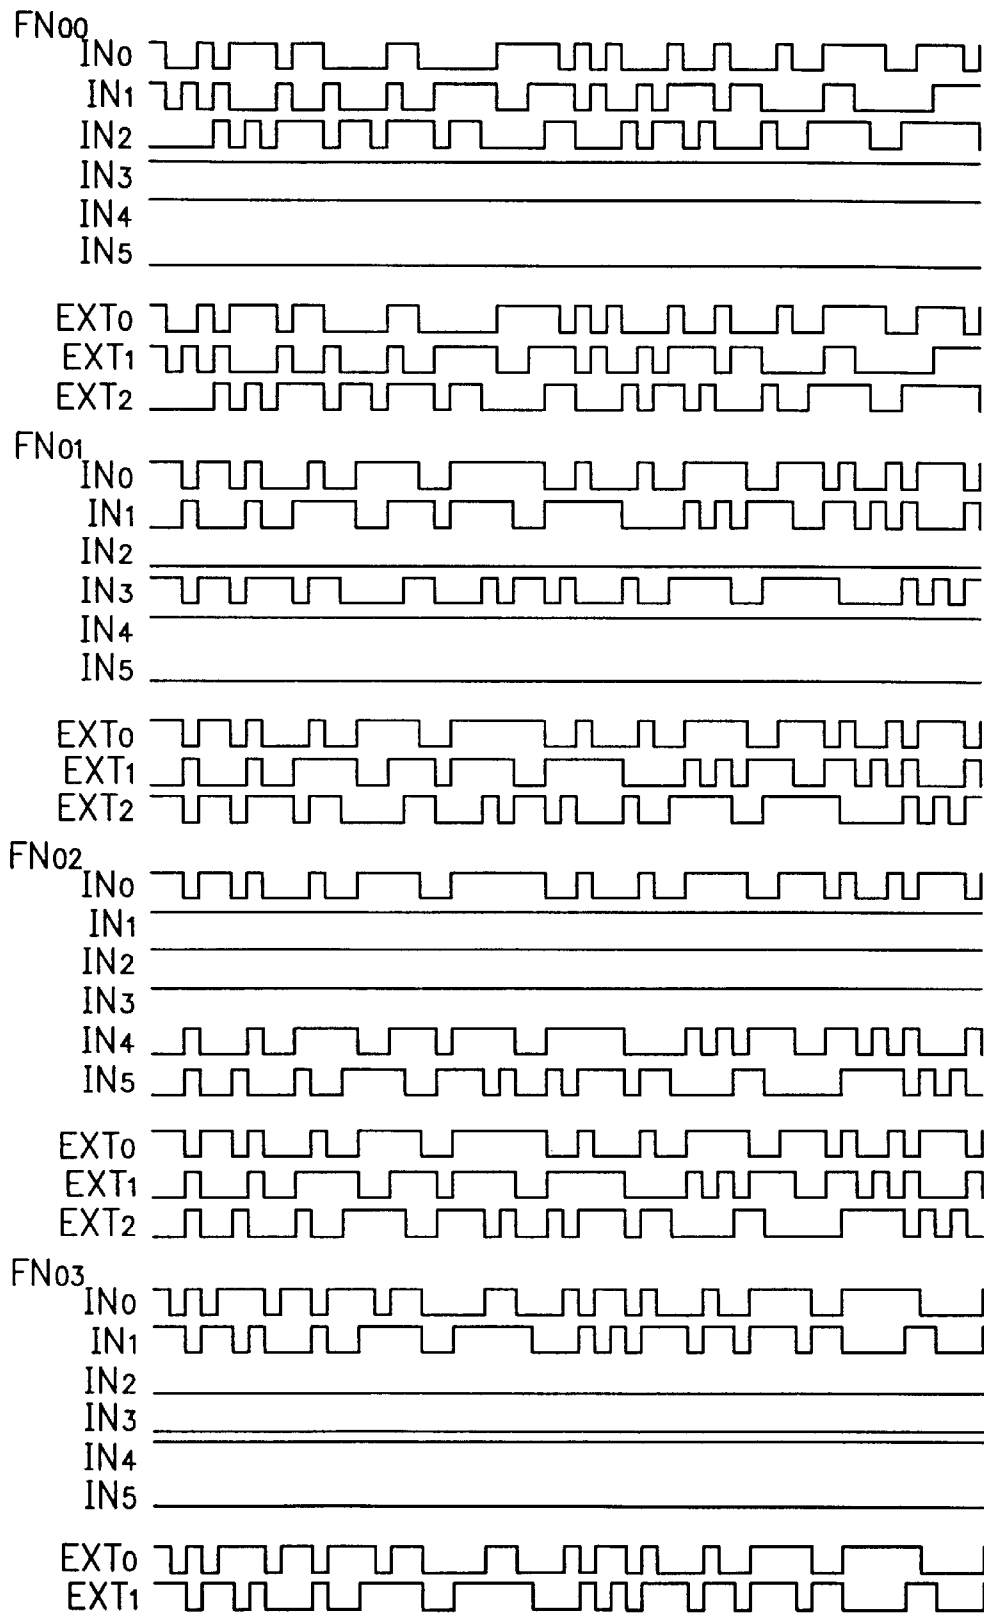 FN00
IN0
IN1
IN2
IN3
IN4
IN5
EXT0
EXT1
EXT2
FN01
IN0
IN1
IN2
IN3
IN4
IN5
EXT0
EXT1
EXT2
FN02
IN0
IN1
IN2
IN3
IN4
IN5
EXT0
EXT1
EXT2
FN03
IN0
IN1
IN2
IN3
IN4
IN5
EXT0
EXT1